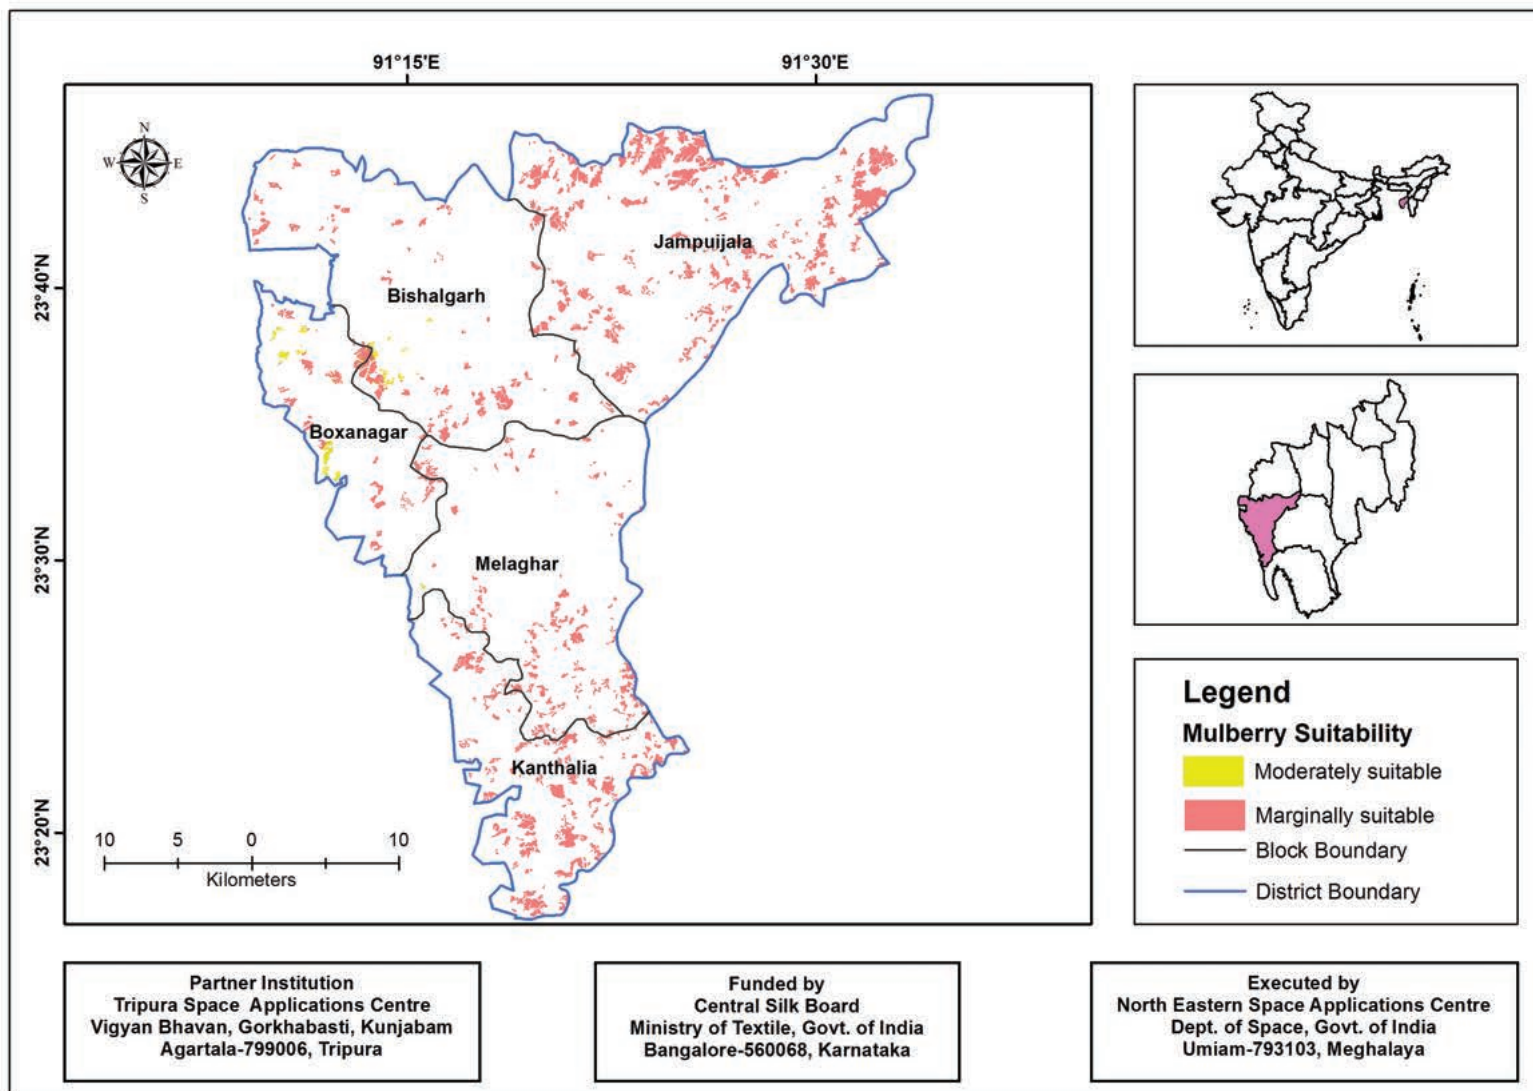 91°15'E
91°30'E
N
W
E
S
23°40'N
23°30'N
23°20'N
Jampuijala
Bishalgarh
Boxanagar
Melaghar
Kanthalia
10 5 0 10
Kilometers
Legend
Mulberry Suitability
Moderately suitable
Marginally suitable
Block Boundary
District Boundary
Partner Institution
Tripura Space Applications Centre
Vigyan Bhavan, Gorkhabasti, Kunjabam
Agartala-799006, Tripura
Funded by
Central Silk Board
Ministry of Textile, Govt. of India
Bangalore-560068, Karnataka
Executed by
North Eastern Space Applications Centre
Dept. of Space, Govt. of India
Umiam-793103, Meghalaya